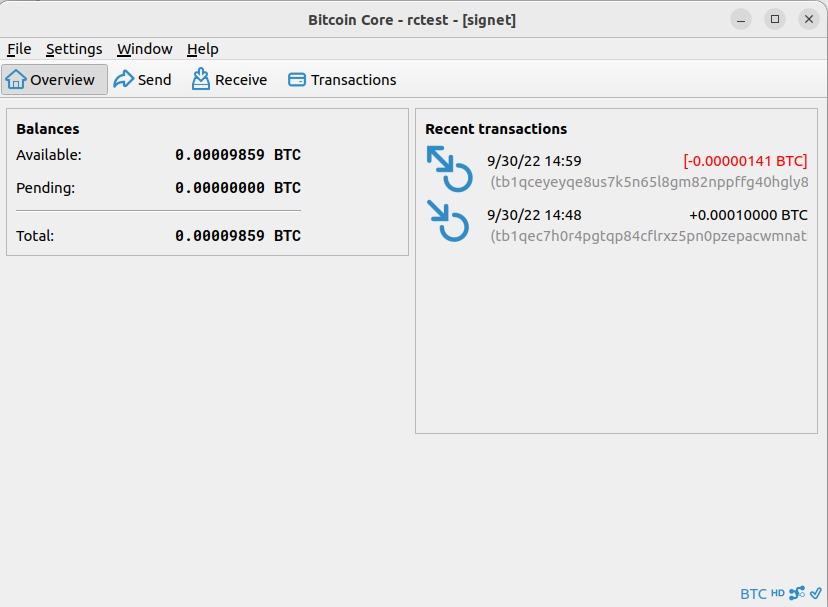 Bitcoin Core - rctest - [signet]
File Settings Window Help
Overview Send Receive Transactions
Balances
Available: 0.00009859 BTC
Pending: 0.00000000 BTC
Total: 0.00009859 BTC
Recent transactions
9/30/22 14:59 [-0.00000141 BTC]
(tb1qceyeyqe8us7k5n65l8gm82nppffg40hgly8
9/30/22 14:48 +0.00010000 BTC
(tb1qec7h0r4pgtqp84cflrxz5pn0pzepacwmnat
BTC HD